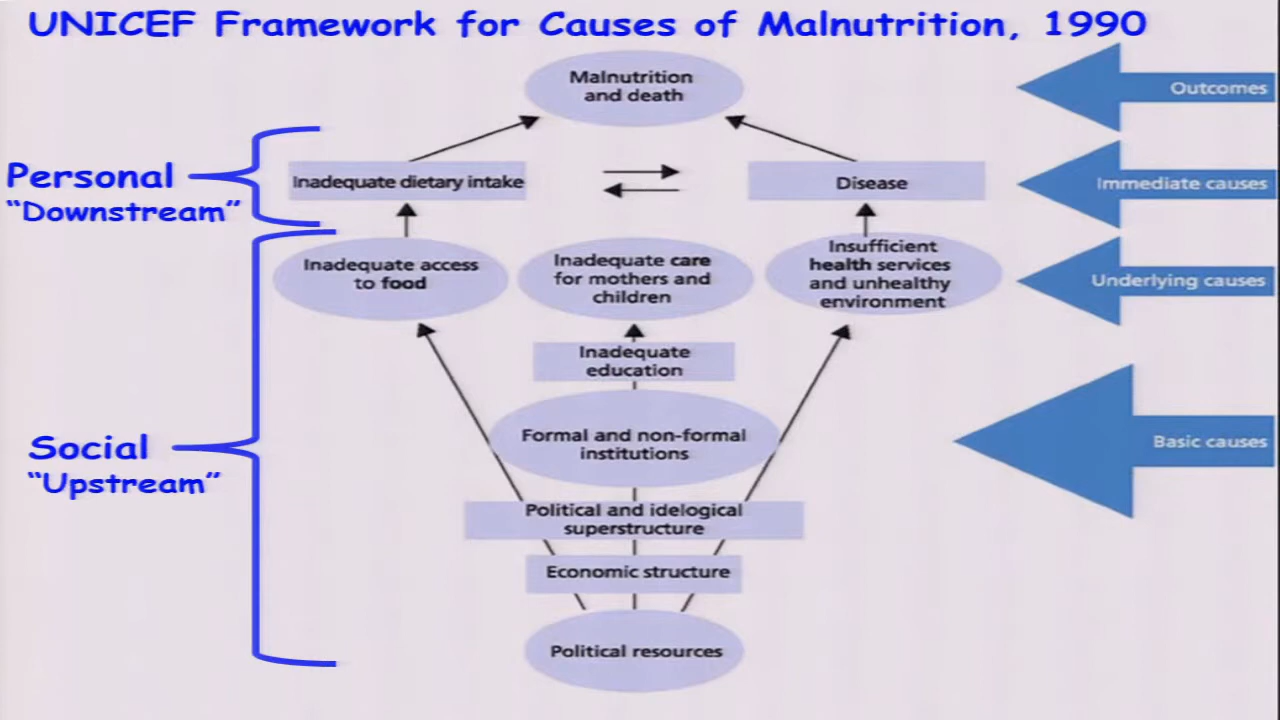 UNICEF Framework for Causes of Malnutrition, 1990
Malnutrition
and death
Outcomes
Personal
“Downstream”
Inadequate dietary intake
Disease
Immediate causes
Inadequate access
to food
Inadequate care
for mothers and
children
Insufficient
health services
and unhealthy
environment
Underlying causes
Inadequate
education
Social
“Upstream”
Formal and non-formal
institutions
Basic causes
Political and idelogical
superstructure
Economic structure
Political resources